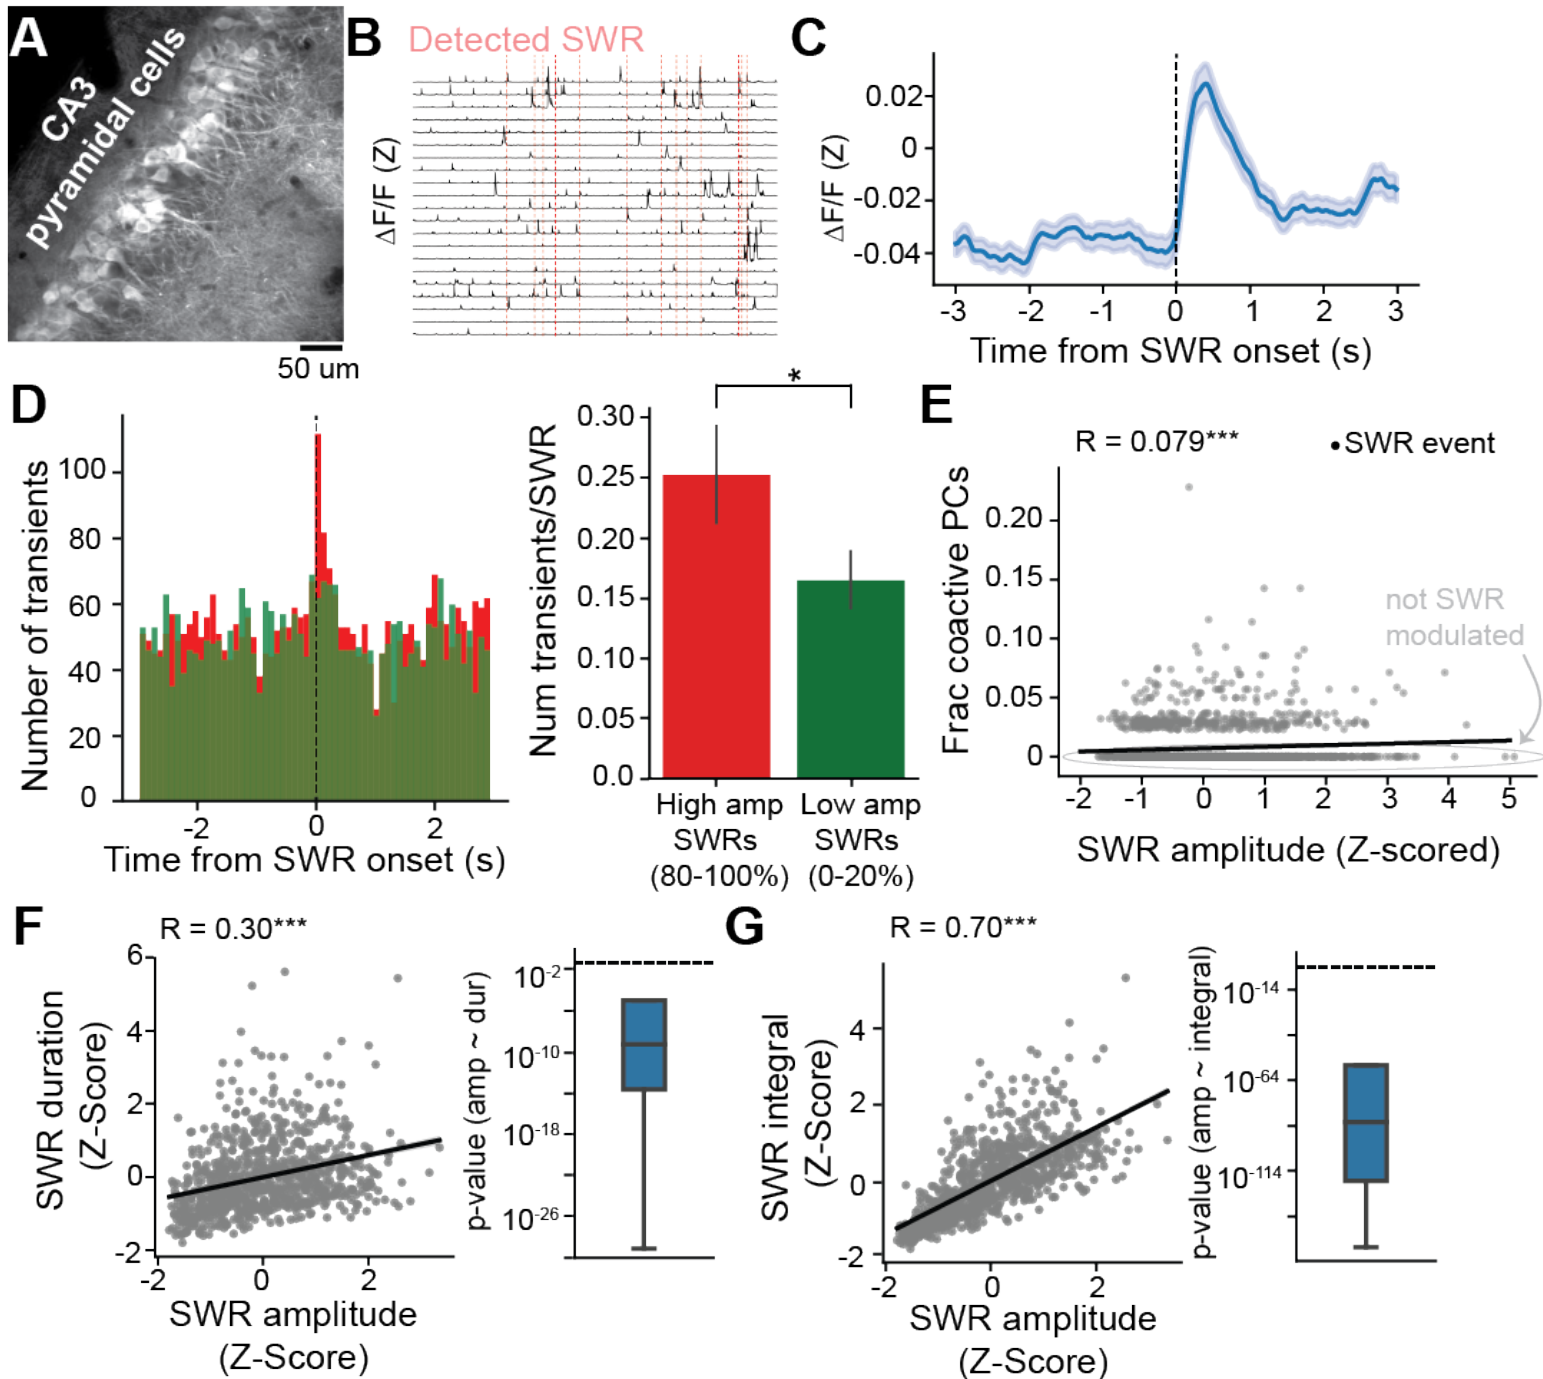 A
CA3
pyramidal cells
50 um
B
Detected SWR
ΔF/F (Z)
C
ΔF/F (Z)
0.02
0
-0.02
-0.04
-3 -2 -1 0 1 2 3
Time from SWR onset (s)
D
Number of transients
100
80
60
40
20
0
-2 0 2
Time from SWR onset (s)
*
Num transients/SWR
0.30
0.25
0.20
0.15
0.10
0.05
0.0
High amp
SWRs
(80-100%)
Low amp
SWRs
(0-20%)
E
R = 0.079***
SWR event
Frac coactive PCs
0.20
0.15
0.10
0.05
0
not SWR
modulated
-2 -1 0 1 2 3 4 5
SWR amplitude (Z-scored)
F
R = 0.30***
SWR duration
(Z-Score)
6
4
2
0
-2
-2 0 2
SWR amplitude
(Z-Score)
p-value (amp ~ dur)
10-2
10-10
10-18
10-26
G
R = 0.70***
SWR integral
(Z-Score)
4
2
0
-2
-2 0 2
SWR amplitude
(Z-Score)
p-value (amp ~ integral)
10-14
10-64
10-114